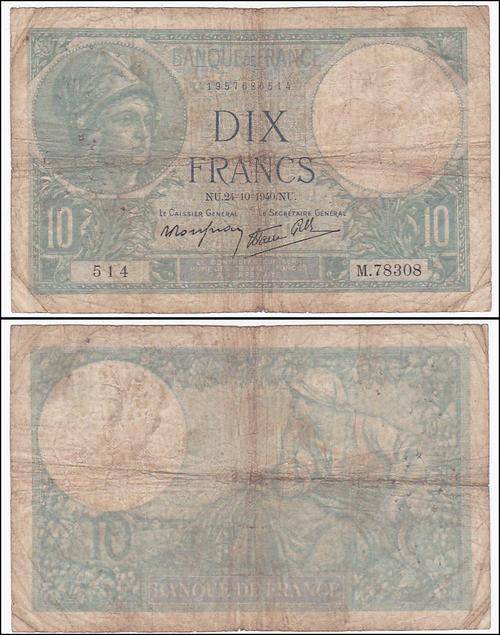 BANQUE DE FRANCE
1957686514
DIX
FRANCS
NU.24-10-1940.NU.
LE CAISSIER GÉNÉRAL LE SECRÉTAIRE GÉNÉRAL
10 10
514 M.78308
10
BANQUE DE FRANCE